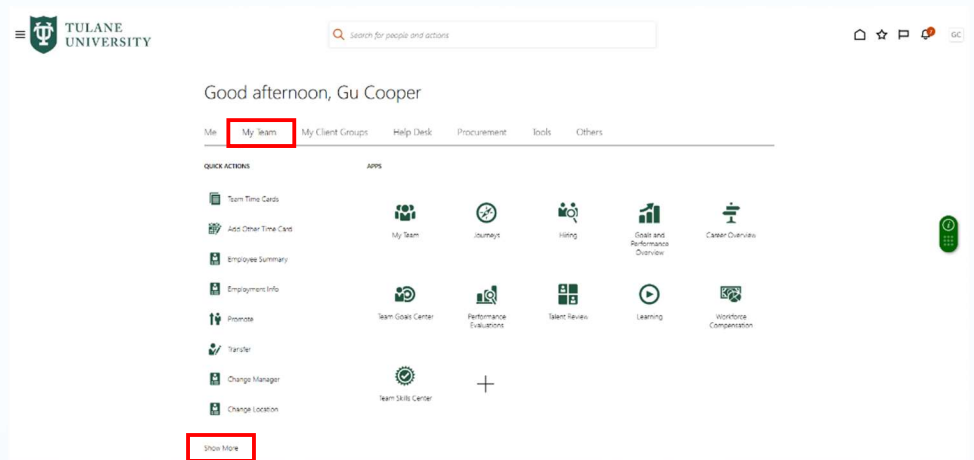 TULANE
UNIVERSITY
Search for people and actions
GC
Good afternoon, Gu Cooper
Me My Team My Client Groups Help Desk Procurement Tools Others
QUICK ACTIONS
APPS
Team Time Cards
Add Other Time Card
Employee Summary
Employment Info
Promote
Transfer
Change Manager
Change Location
Show More
My Team
Journeys
Hiring
Goals and
Performance
Overview
Career Overview
Team Goals Center
Performance
Evaluations
Talent Review
Learning
Workforce
Compensation
Team Skills Center